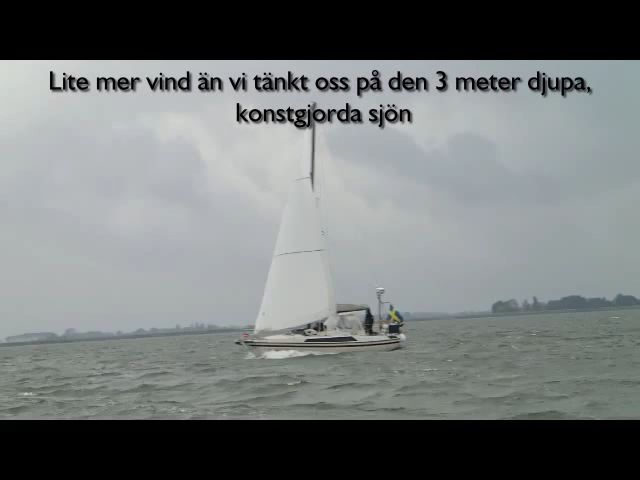 Lite mer vind än vi tänkt oss på den 3 meter djupa,
konstgjorda sjön